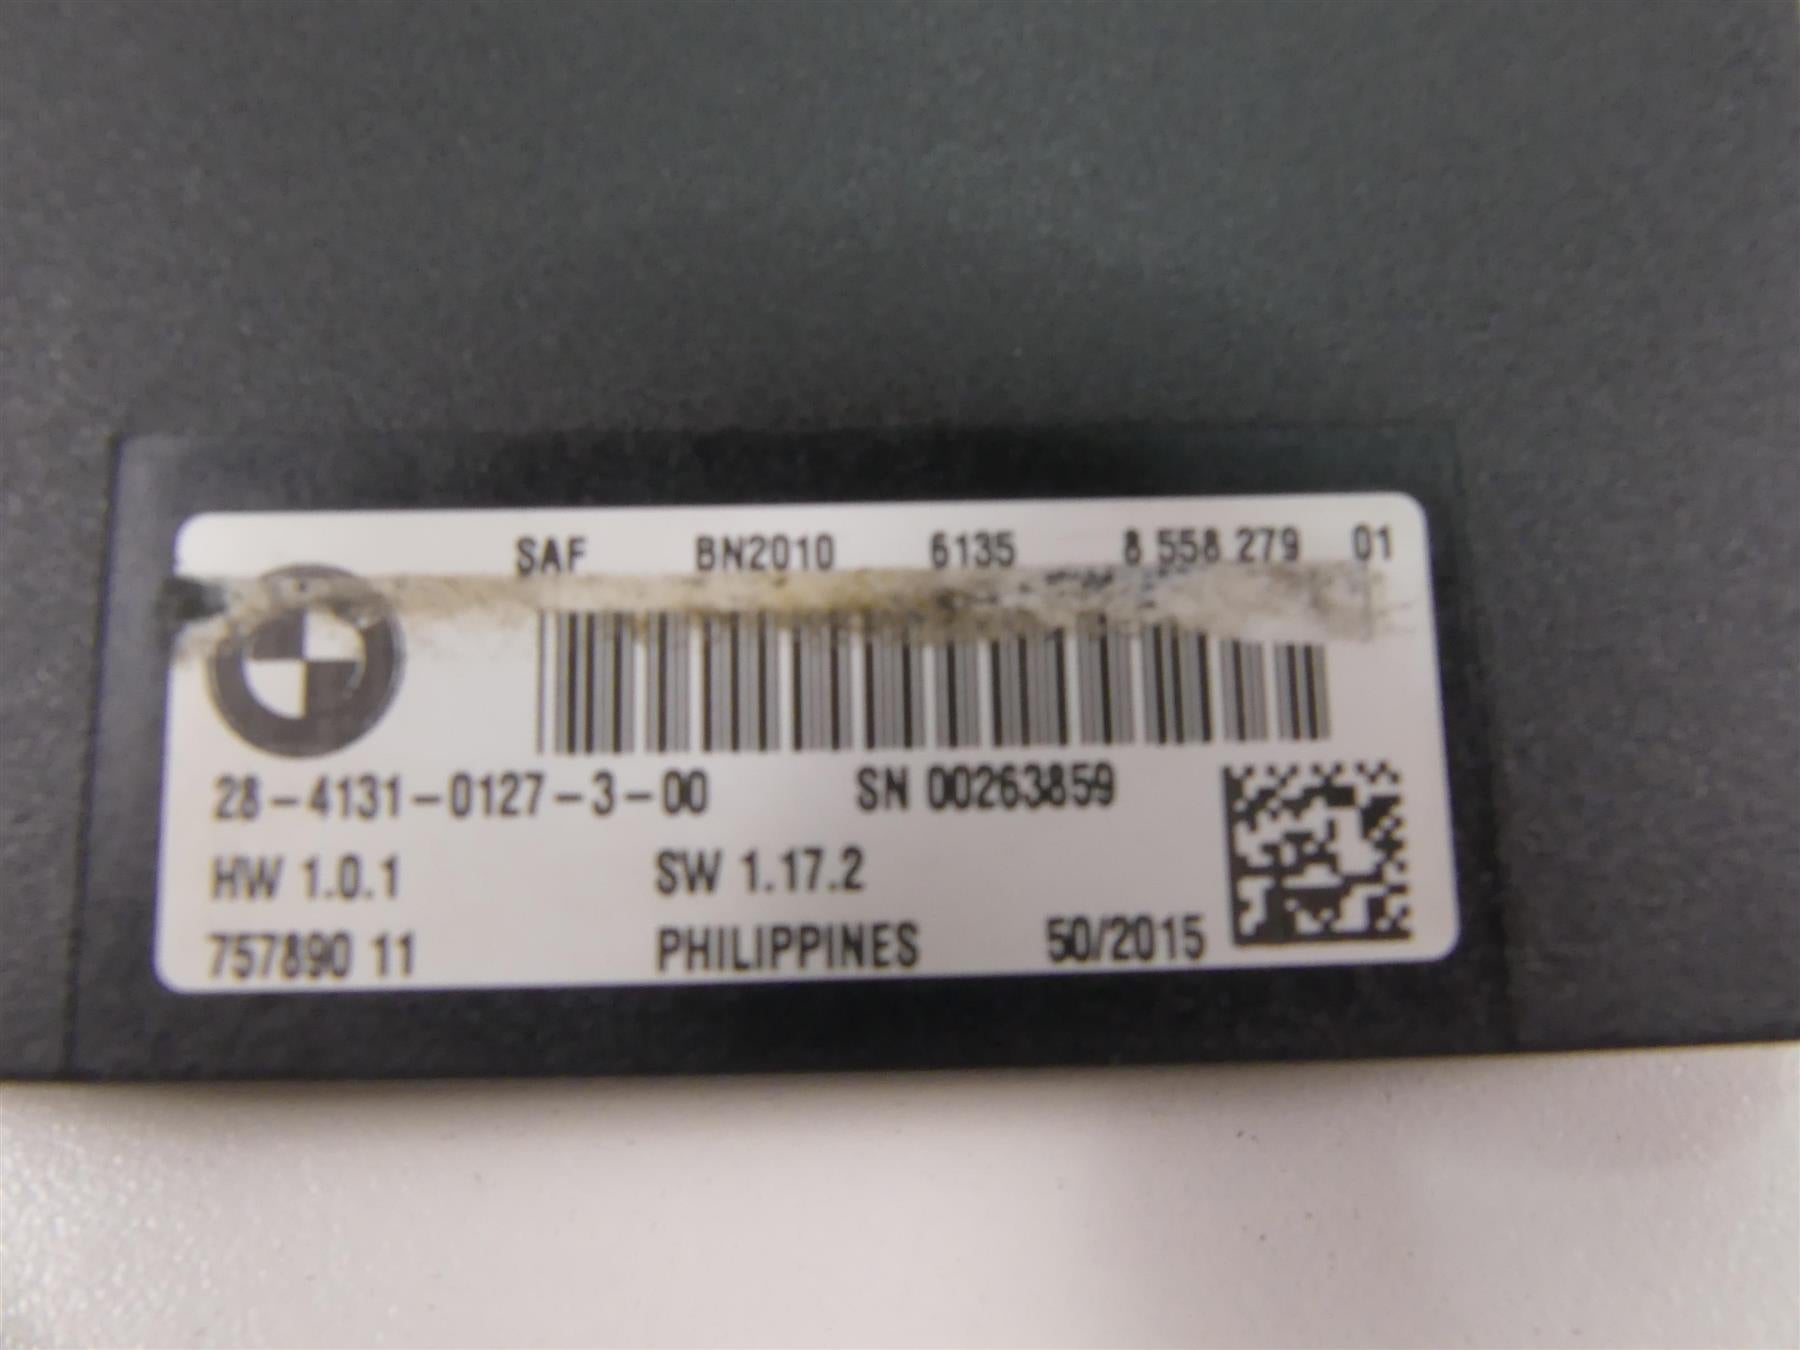 SAF BN2010 6135 8 558 279 01
28-4131-0127-3-00 SN 00263859
HW 1.0.1 SW 1.17.2
757890 11 PHILIPPINES 50/2015